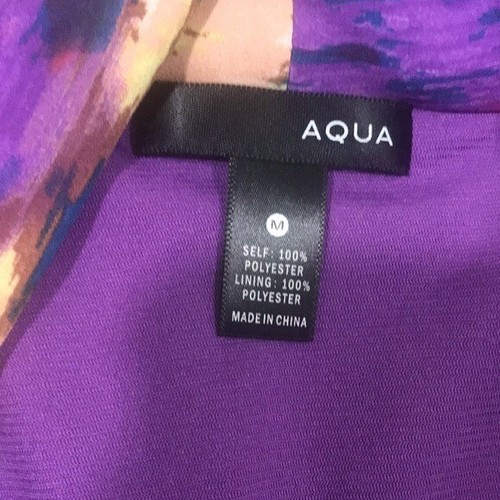 AQUA
M
SELF: 100%
POLYESTER
LINING: 100%
POLYESTER
MADE IN CHINA